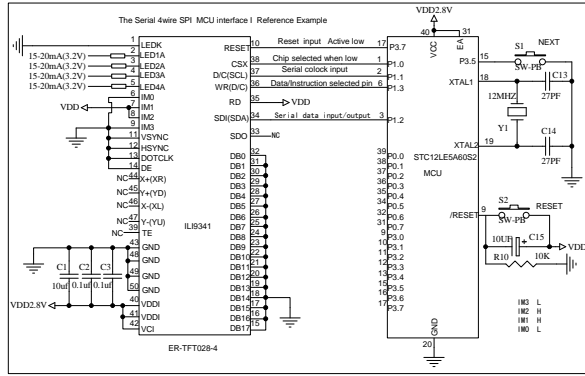 The Serial 4wire SPI MCU interface I Reference Example
VDD2.8V
1 LEDK
15-20mA(3.2V) 2 LED1A
15-20mA(3.2V) 3 LED2A
15-20mA(3.2V) 4 LED3A
15-20mA(3.2V) 5 LED4A
6 IM0
VDD 7 IM1
8 IM2
9 IM3
11 VSYNC
12 HSYNC
13 DOTCLK
14 DE
NC 44 X+(XR)
NC 45 Y+(YD)
NC 46 X-(XL)
NC 47 Y-(YU)
NC 39 TE
43 GND
48 GND
49 GND
50 GND
40 VDDI
41 VDDI
42 VCI
C1 C2 C3
10uf 0.1uf 0.1uf
VDD2.8V
ILI9341
ER-TFT028-4
RESET 10 Reset input Active low 17 P3.7
CSX 38 Chip selected when low 1 P1.0
D/C(SCL) 37 Serial colock input 2 P1.1
WR(D/C) 36 Data/Instruction selected pin 6 P1.3
RD 35 VDD
SDI(SDA) 34 Serial data input/output 3 P1.2
SDO 33 NC
DB0 32
DB1 31
DB2 30
DB3 29
DB4 28
DB5 27
DB6 26
DB7 25
DB8 24
DB9 23
DB10 22
DB11 21
DB12 20
DB13 19
DB14 18
DB15 17
DB16 16
DB17 15
39 P0.0
38 P0.1
37 P0.2
36 P0.3
35 P0.4
34 P0.5
32 P0.6
31 P0.7
9 P3.0
10 P3.1
11 P3.2
12 P3.3
13 P3.4
15 P3.5
16 P3.6
17 P3.7
40 VCC
31 EA
STC12LE5A60S2
MCU
GND
20
P3.5 15
S1 NEXT
SW-PB
XTAL1 18
C13
27PF
12MHZ
Y1
XTAL2 19
C14
27PF
/RESET 9
S2 RESET
SW-PB
10UF + C15
VDD
R10 10K
IM3 L
IM2 H
IM1 H
IM0 L